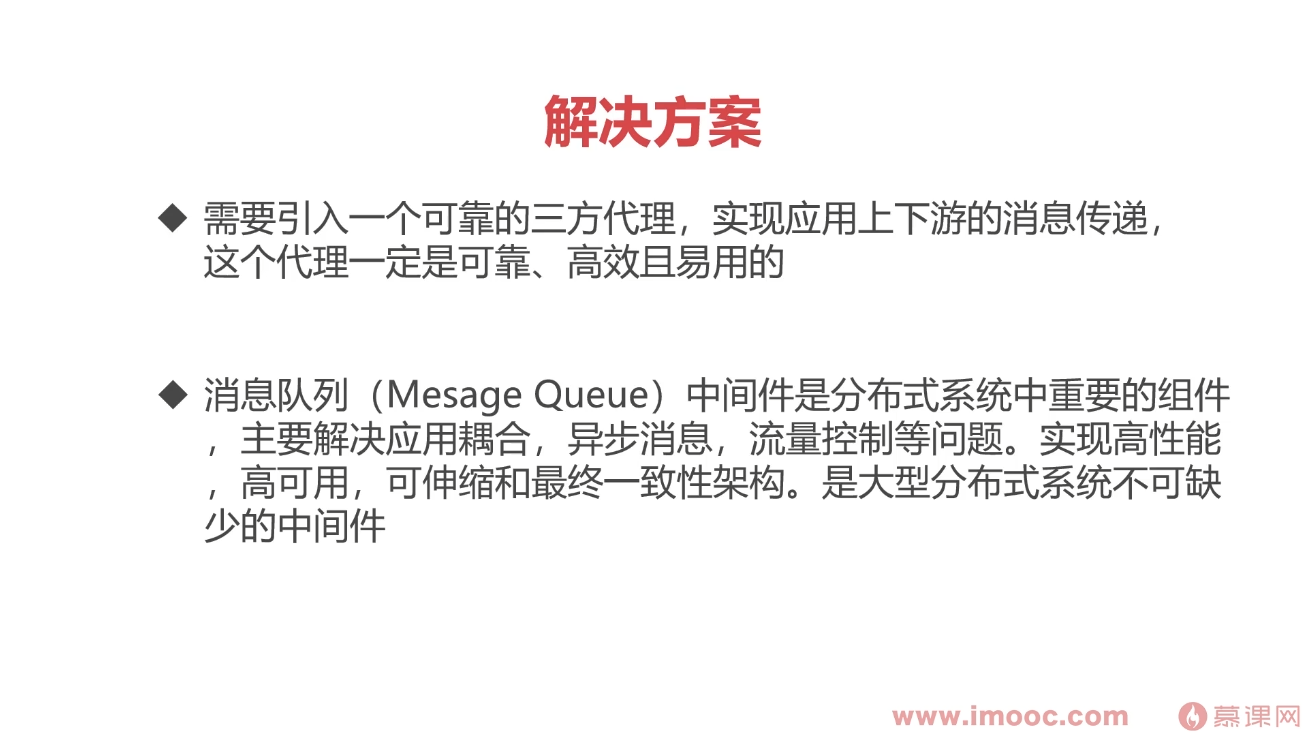 解决方案
◆ 需要引入一个可靠的三方代理，实现应用上下游的消息传递，
这个代理一定是可靠、高效且易用的
◆ 消息队列（Mesage Queue）中间件是分布式系统中重要的组件
，主要解决应用耦合，异步消息，流量控制等问题。实现高性能
，高可用，可伸缩和最终一致性架构。是大型分布式系统不可缺
少的中间件
www.imooc.com 慕课网